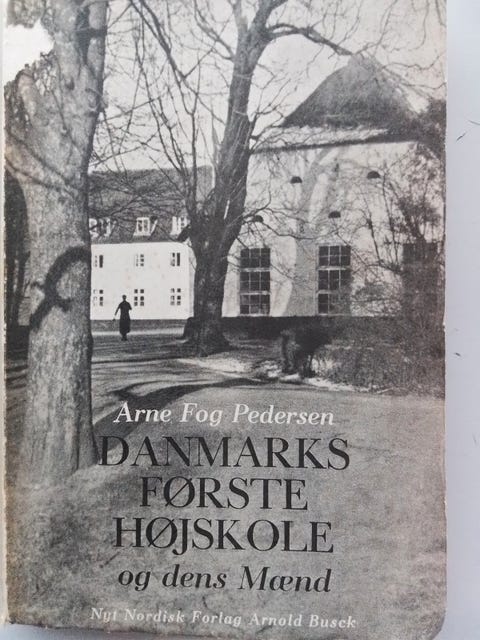 Arne Fog Pedersen
DANMARKS
FØRSTE
HØJSKOLE
og dens Mænd
Nyt Nordisk Forlag Arnold Busck